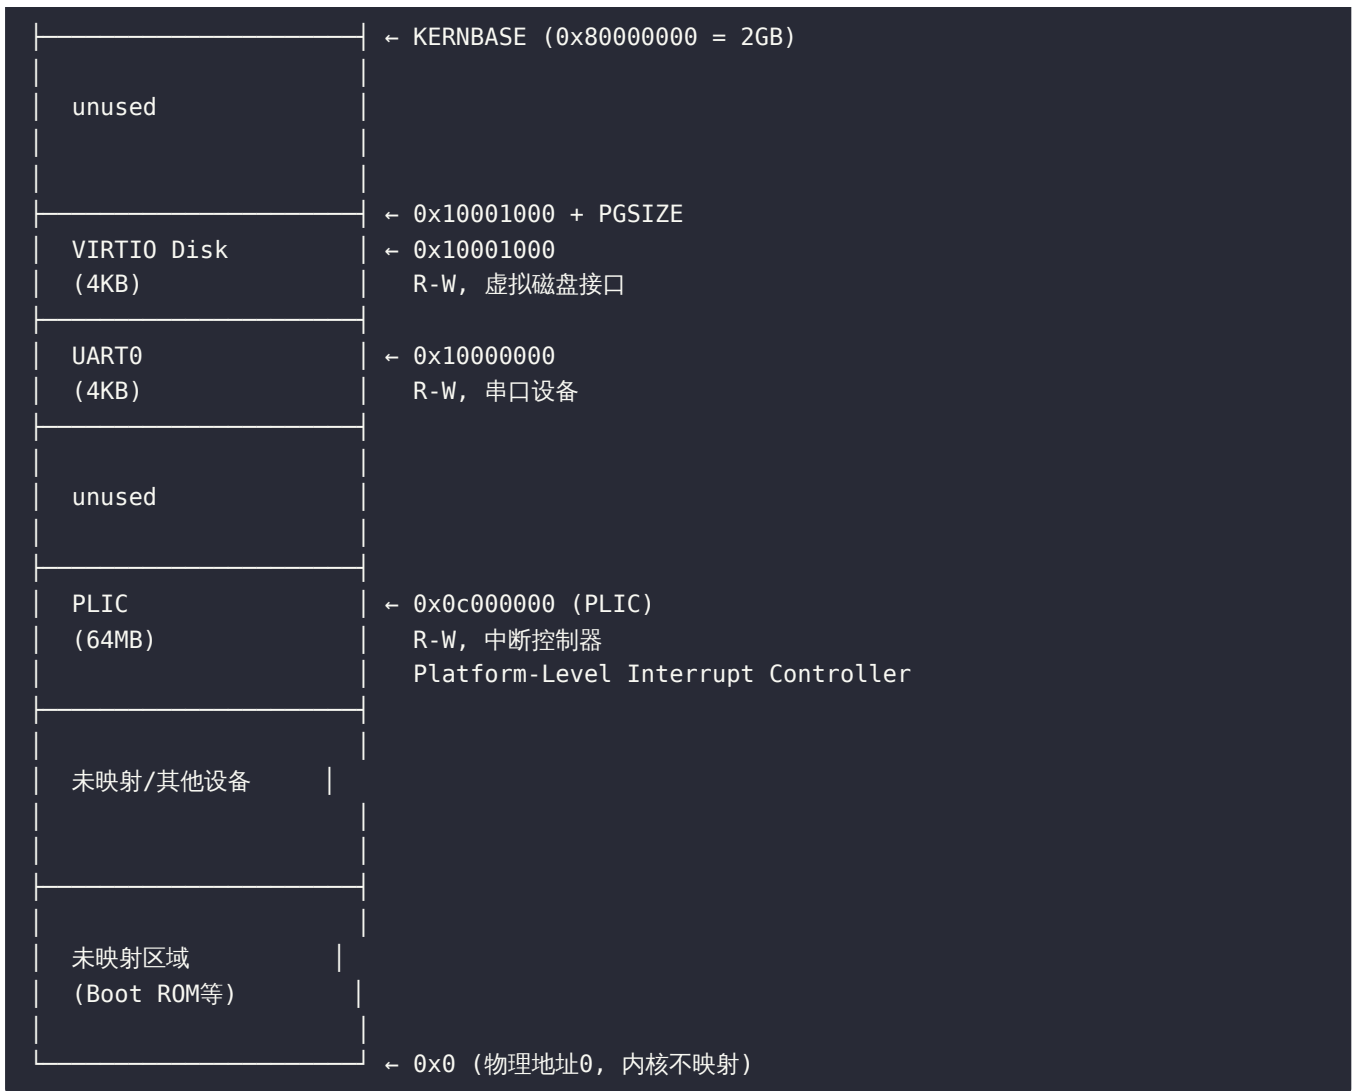 ← KERNBASE (0x80000000 = 2GB)
unused
← 0x10001000 + PGSIZE
VIRTIO Disk ← 0x10001000
(4KB) R-W, 虚拟磁盘接口
UART0 ← 0x10000000
(4KB) R-W, 串口设备
unused
PLIC ← 0x0c000000 (PLIC)
(64MB) R-W, 中断控制器
Platform-Level Interrupt Controller
未映射/其他设备
未映射区域
(Boot ROM等)
← 0x0 (物理地址0, 内核不映射)